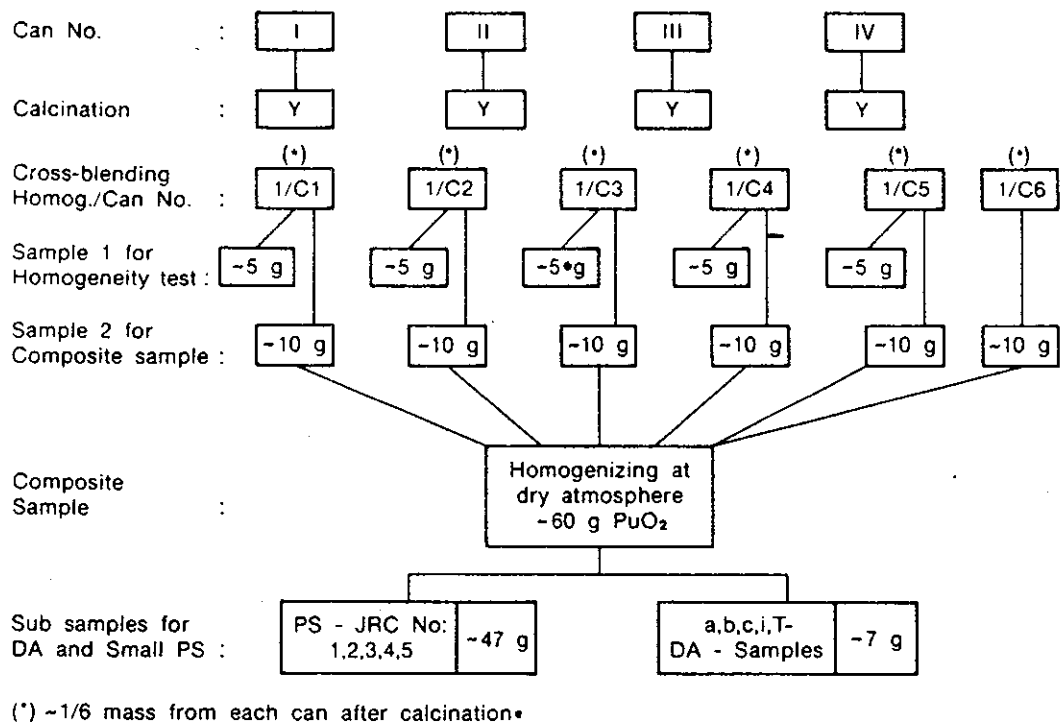 Can No. : I II III IV
Calcination : Y Y Y Y
(*) (*) (*) (*) (*) (*)
Cross-blending
Homog./Can No. : 1/C1 1/C2 1/C3 1/C4 1/C5 1/C6
Sample 1 for
Homogeneity test : ~5 g ~5 g ~5•g ~5 g ~5 g
Sample 2 for
Composite sample : ~10 g ~10 g ~10 g ~10 g ~10 g ~10 g
Composite
Sample :
Homogenizing at
dry atmosphere
~60 g PuO₂
Sub samples for
DA and Small PS :
PS - JRC No:
1,2,3,4,5
~47 g
a,b,c,i,T-
DA - Samples
~7 g
(*) ~1/6 mass from each can after calcination•